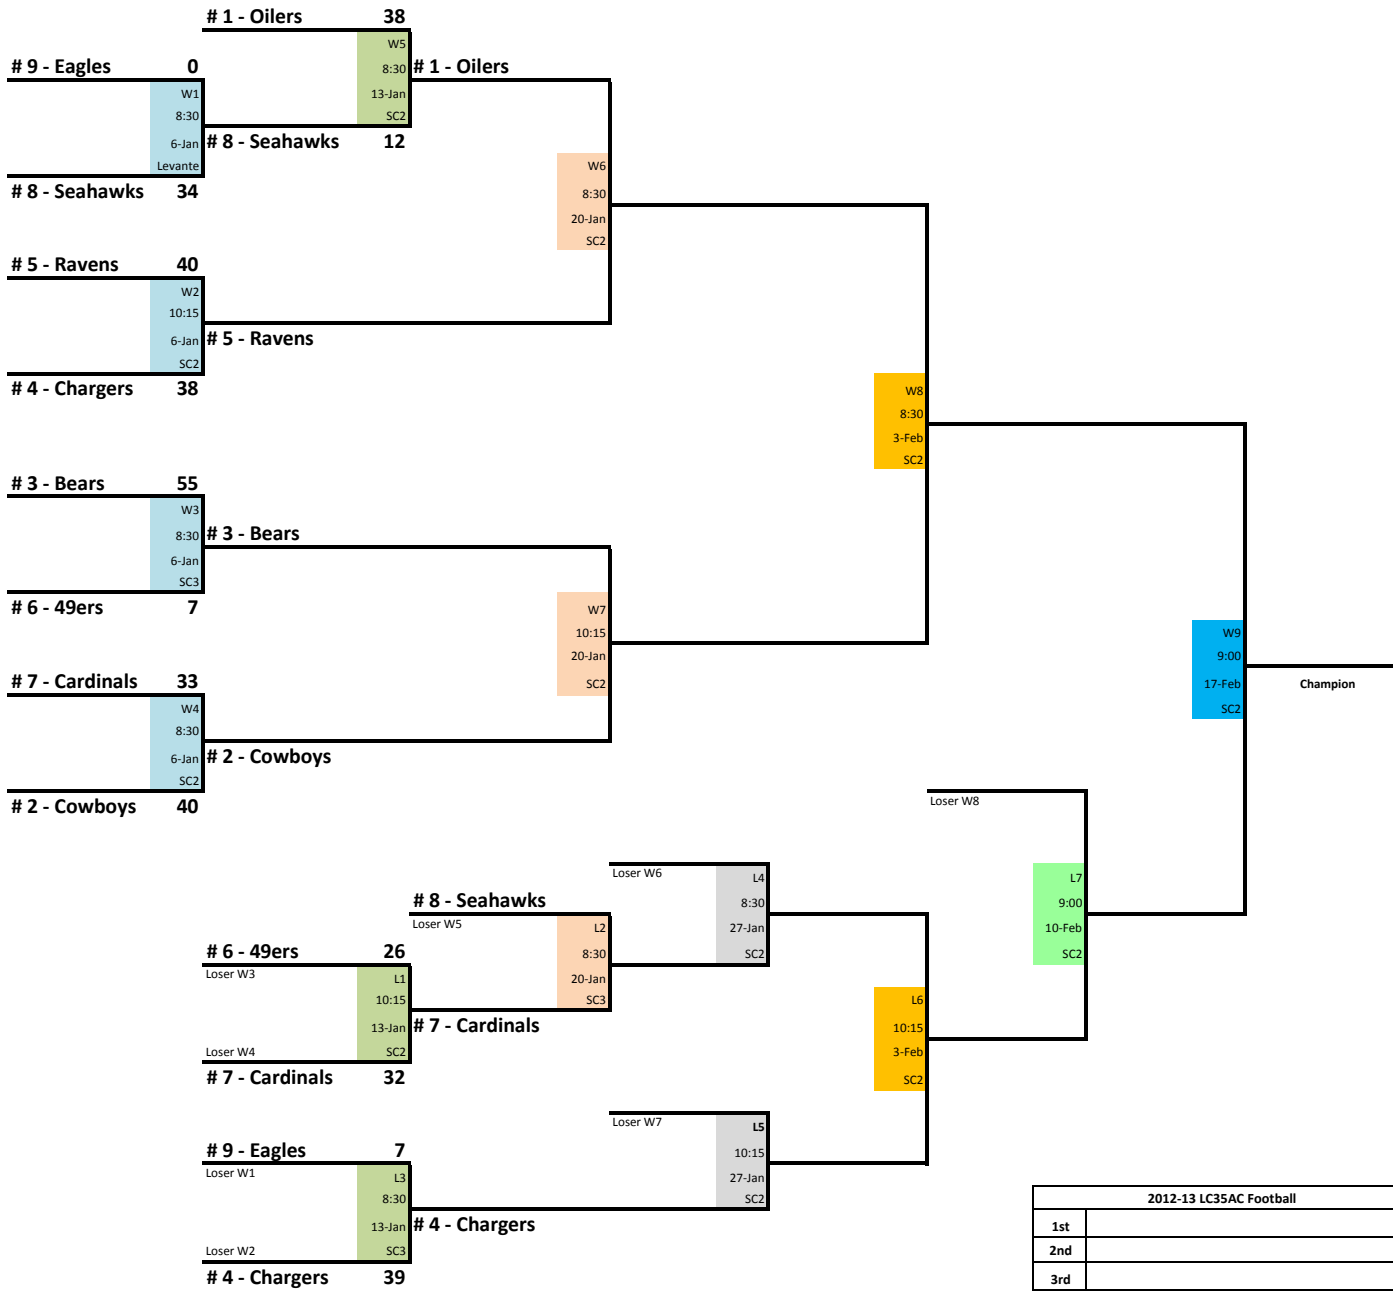 # 1 - Oilers 38
W5
8:30
13-Jan
SC2
# 9 - Eagles 0
W1
8:30
6-Jan
Levante
# 8 - Seahawks 34
# 8 - Seahawks 12
# 1 - Oilers
W6
8:30
20-Jan
SC2
# 5 - Ravens 40
W2
10:15
6-Jan
SC2
# 4 - Chargers 38
# 5 - Ravens
W8
8:30
3-Feb
SC2
# 3 - Bears 55
W3
8:30
6-Jan
SC3
# 6 - 49ers 7
# 3 - Bears
W7
10:15
20-Jan
SC2
# 7 - Cardinals 33
W4
8:30
6-Jan
SC2
# 2 - Cowboys 40
# 2 - Cowboys
W9
9:00
17-Feb
SC2
Champion
Loser W8
L7
9:00
10-Feb
SC2
Loser W6
L4
8:30
27-Jan
SC2
# 8 - Seahawks
Loser W5
L2
8:30
20-Jan
SC3
# 6 - 49ers 26
Loser W3
L1
10:15
13-Jan
SC2
Loser W4
# 7 - Cardinals 32
# 7 - Cardinals
L6
10:15
3-Feb
SC2
Loser W7
L5
10:15
27-Jan
SC2
# 9 - Eagles 7
Loser W1
L3
8:30
13-Jan
SC3
Loser W2
# 4 - Chargers 39
# 4 - Chargers
2012-13 LC35AC Football
1st
2nd
3rd